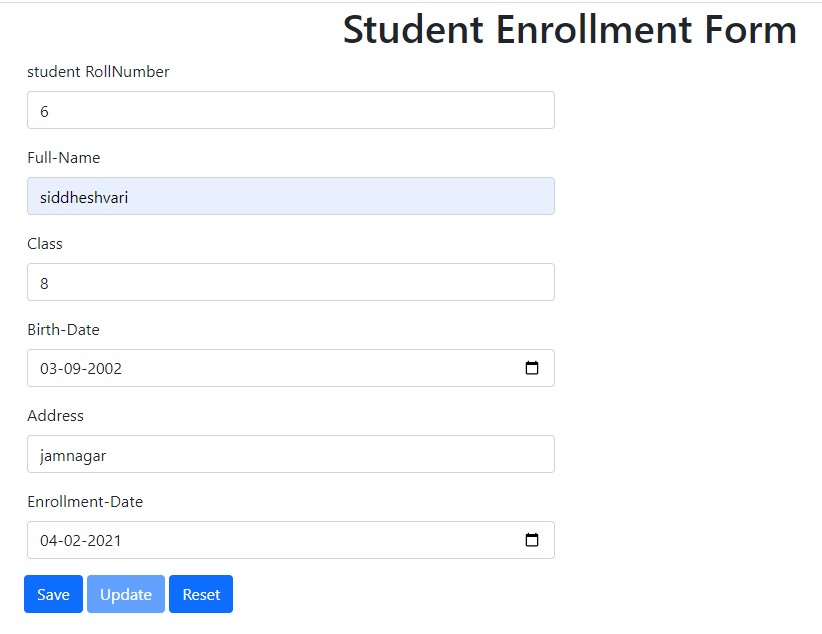 Student Enrollment Form
student RollNumber
6
Full-Name
siddheshvari
Class
8
Birth-Date
03-09-2002
Address
jamnagar
Enrollment-Date
04-02-2021
Save Update Reset